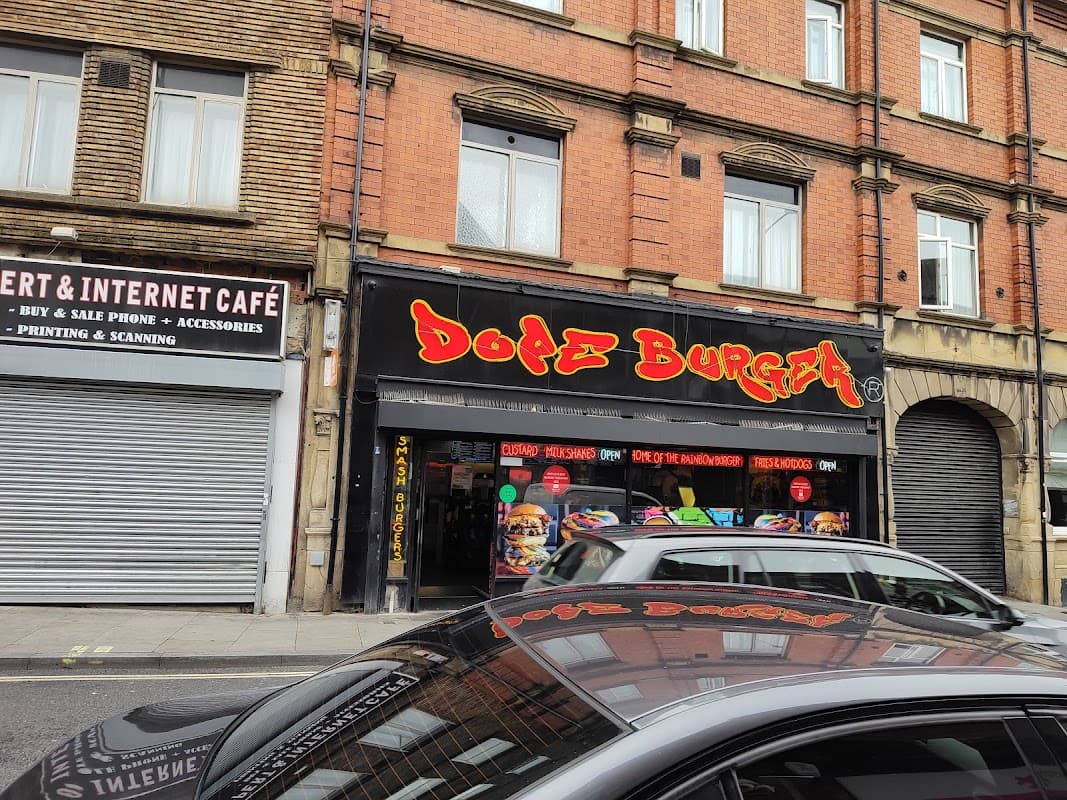 ERT & INTERNET CAFÉ
- BUY & SALE PHONE + ACCESSORIES
- PRINTING & SCANNING
DOPE BURGER ®
SMASH BURGERS
CUSTARD MILKSHAKES OPEN
HOME OF THE RAINBOW BURGER
FRIES & HOTDOGS OPEN